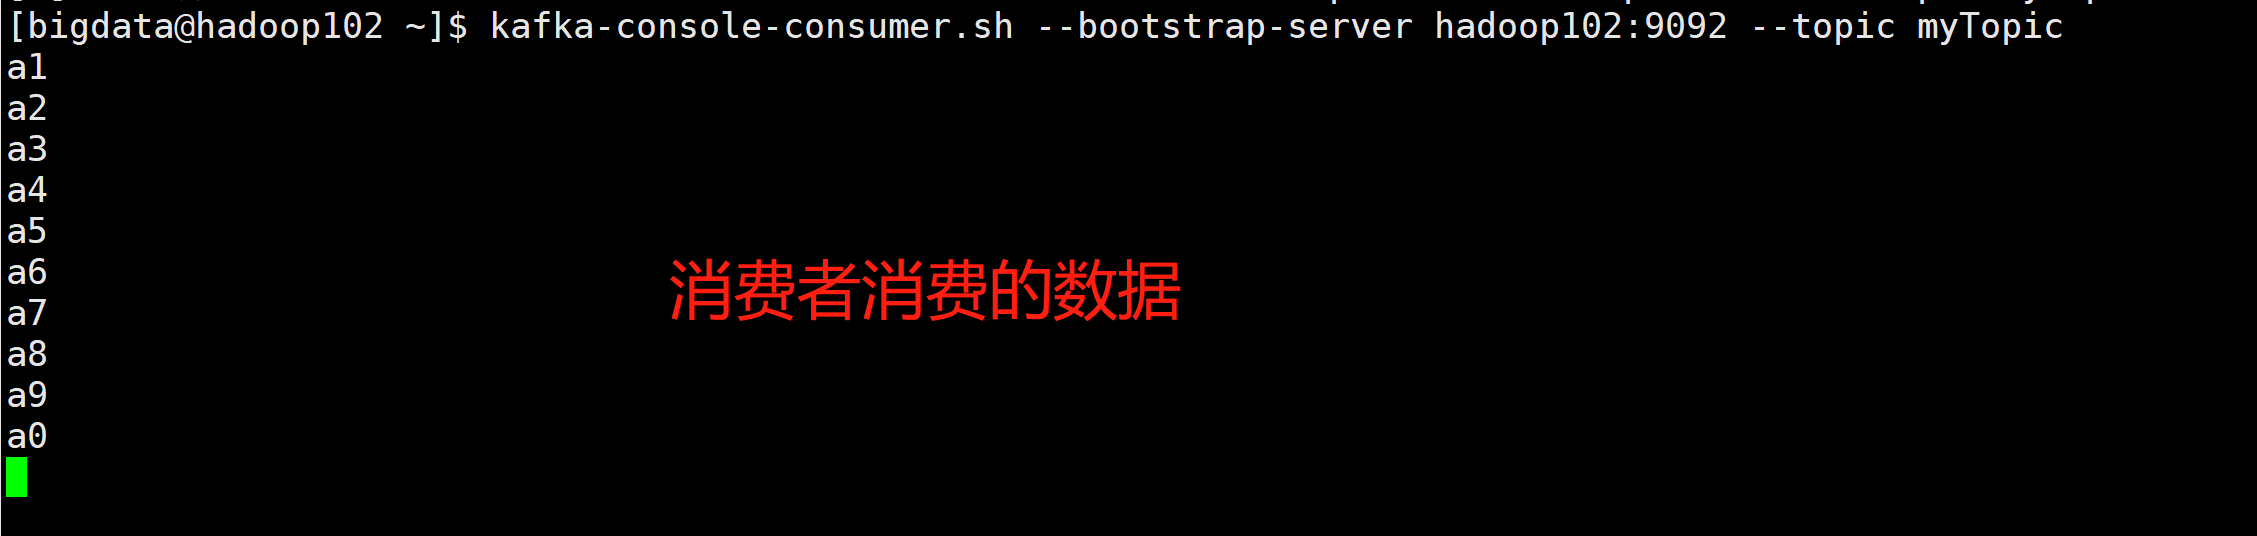 [bigdata@hadoop102 ~]$ kafka-console-consumer.sh --bootstrap-server hadoop102:9092 --topic myTopic
a1
a2
a3
a4
a5
a6
消费者消费的数据
a7
a8
a9
a0